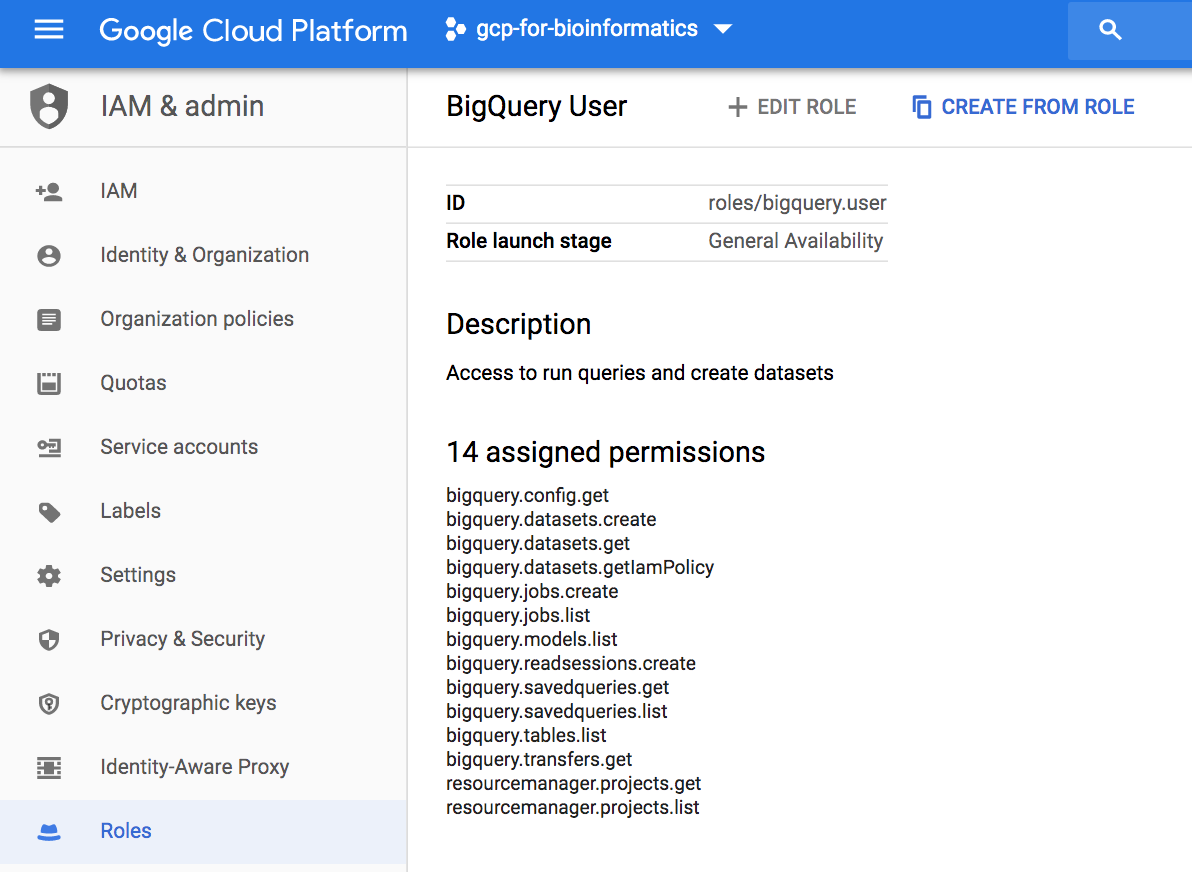 Google Cloud Platform gcp-for-bioinformatics
IAM & admin
BigQuery User EDIT ROLE CREATE FROM ROLE
IAM
Identity & Organization
Organization policies
Quotas
Service accounts
Labels
Settings
Privacy & Security
Cryptographic keys
Identity-Aware Proxy
Roles
ID roles/bigquery.user
Role launch stage General Availability
Description
Access to run queries and create datasets
14 assigned permissions
bigquery.config.get
bigquery.datasets.create
bigquery.datasets.get
bigquery.datasets.getIamPolicy
bigquery.jobs.create
bigquery.jobs.list
bigquery.models.list
bigquery.readsessions.create
bigquery.savedqueries.get
bigquery.savedqueries.list
bigquery.tables.list
bigquery.transfers.get
resourcemanager.projects.get
resourcemanager.projects.list